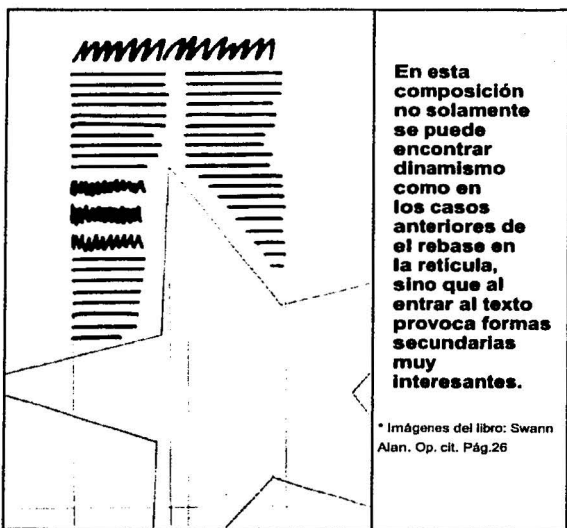 En esta
composición
no solamente
se puede
encontrar
dinamismo
como en
los casos
anteriores de
el rebase en
la retícula,
sino que al
entrar al texto
provoca formas
secundarias
muy
interesantes.
* Imágenes del libro: Swann
Alan. Op. cit. Pág.26